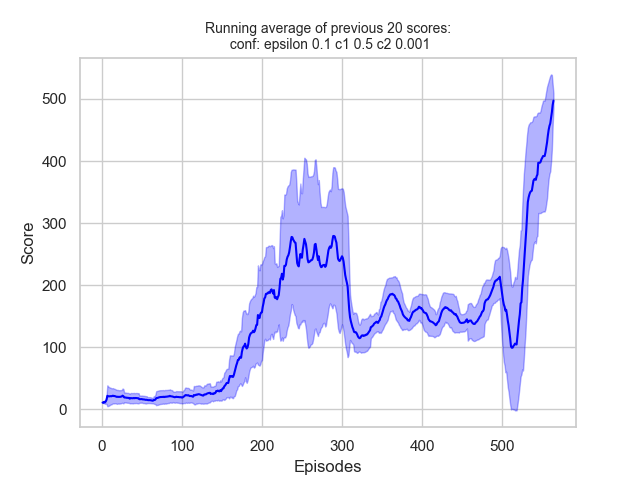 Running average of previous 20 scores:
conf: epsilon 0.1 c1 0.5 c2 0.001
500
400
300
200
100
0
Score
0 100 200 300 400 500
Episodes